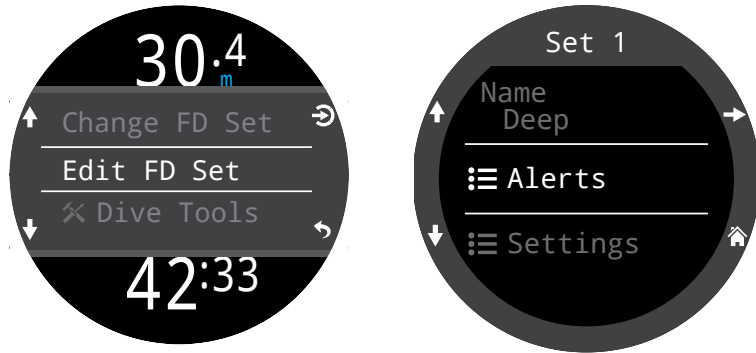 30.4
m
Change FD Set
Edit FD Set
Dive Tools
42:33
Set 1
Name
Deep
Alerts
Settings